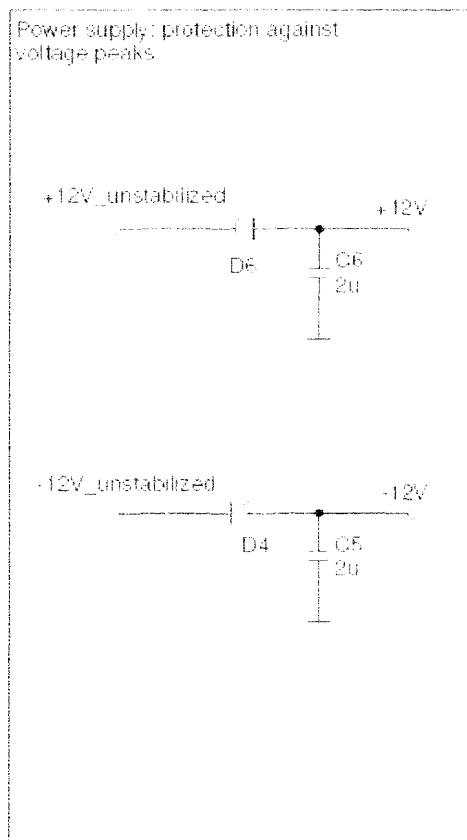 Power supply: protection against
voltage peaks
+12V_unstabilized
+12V
D6
C6
2u
-12V_unstabilized
-12V
D4
C5
2u